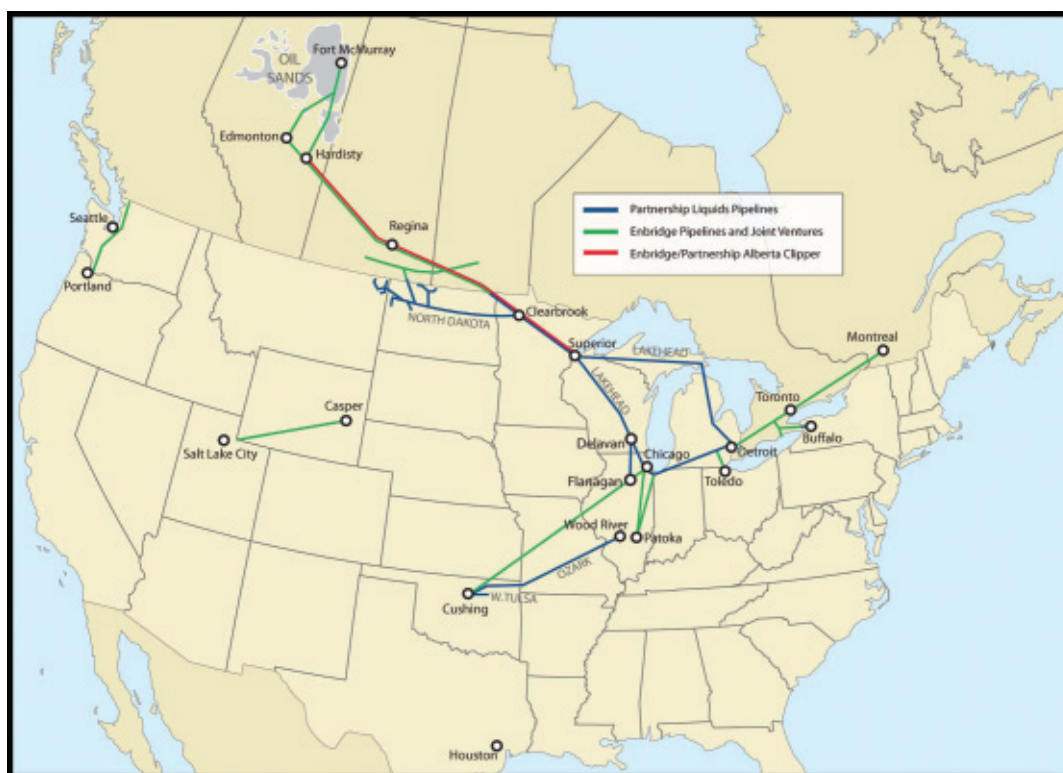 Fort McMurray
OIL
SANDS
Edmonton
Hardisty
Seattle
Regina
Portland
Partnership Liquids Pipelines
Enbridge Pipelines and Joint Ventures
Enbridge/Partnership Alberta Clipper
NORTH DAKOTA
Clearbrook
Superior
LAKEHEAD
Montreal
LAKEHEAD
Casper
Toronto
Salt Lake City
Delavan
Buffalo
Chicago
Detroit
Flanagan
Toledo
Wood River
Patoka
OZARK
W.TULSA
Cushing
Houston